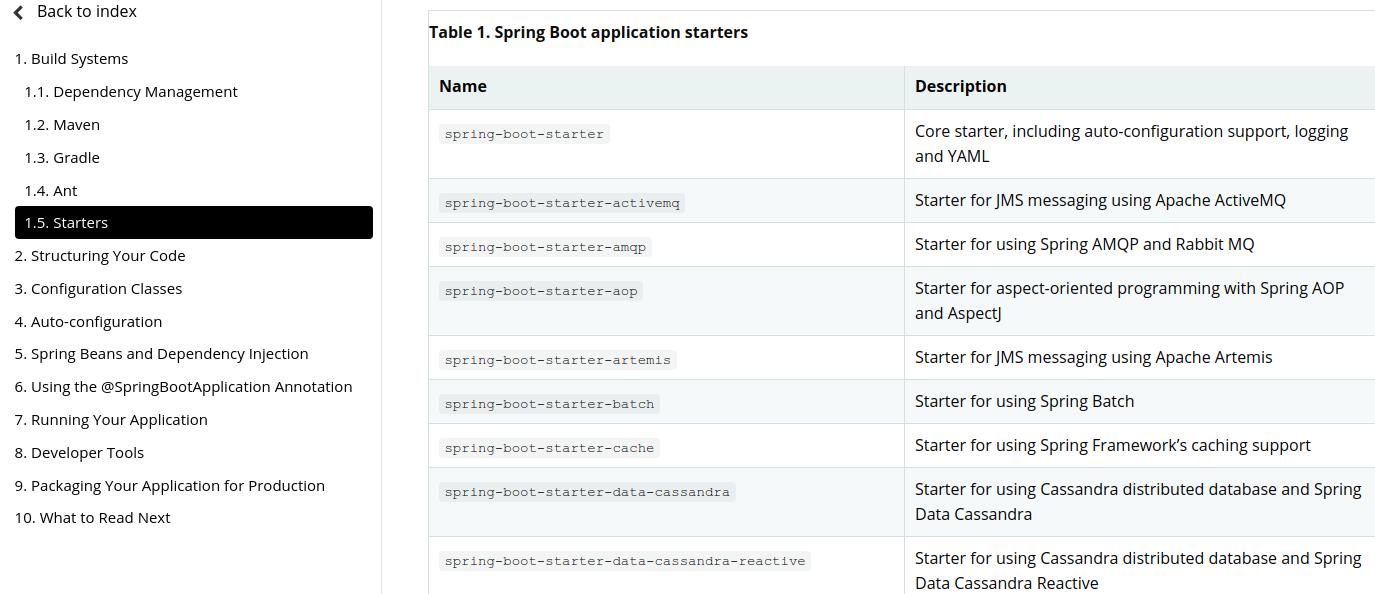 Back to index
1. Build Systems
1.1. Dependency Management
1.2. Maven
1.3. Gradle
1.4. Ant
1.5. Starters
2. Structuring Your Code
3. Configuration Classes
4. Auto-configuration
5. Spring Beans and Dependency Injection
6. Using the @SpringBootApplication Annotation
7. Running Your Application
8. Developer Tools
9. Packaging Your Application for Production
10. What to Read Next
Table 1. Spring Boot application starters
Name Description
spring-boot-starter Core starter, including auto-configuration support, logging
and YAML
spring-boot-starter-activemq Starter for JMS messaging using Apache ActiveMQ
spring-boot-starter-amqp Starter for using Spring AMQP and Rabbit MQ
spring-boot-starter-aop Starter for aspect-oriented programming with Spring AOP
and AspectJ
spring-boot-starter-artemis Starter for JMS messaging using Apache Artemis
spring-boot-starter-batch Starter for using Spring Batch
spring-boot-starter-cache Starter for using Spring Framework’s caching support
spring-boot-starter-data-cassandra Starter for using Cassandra distributed database and Spring
Data Cassandra
spring-boot-starter-data-cassandra-reactive Starter for using Cassandra distributed database and Spring
Data Cassandra Reactive